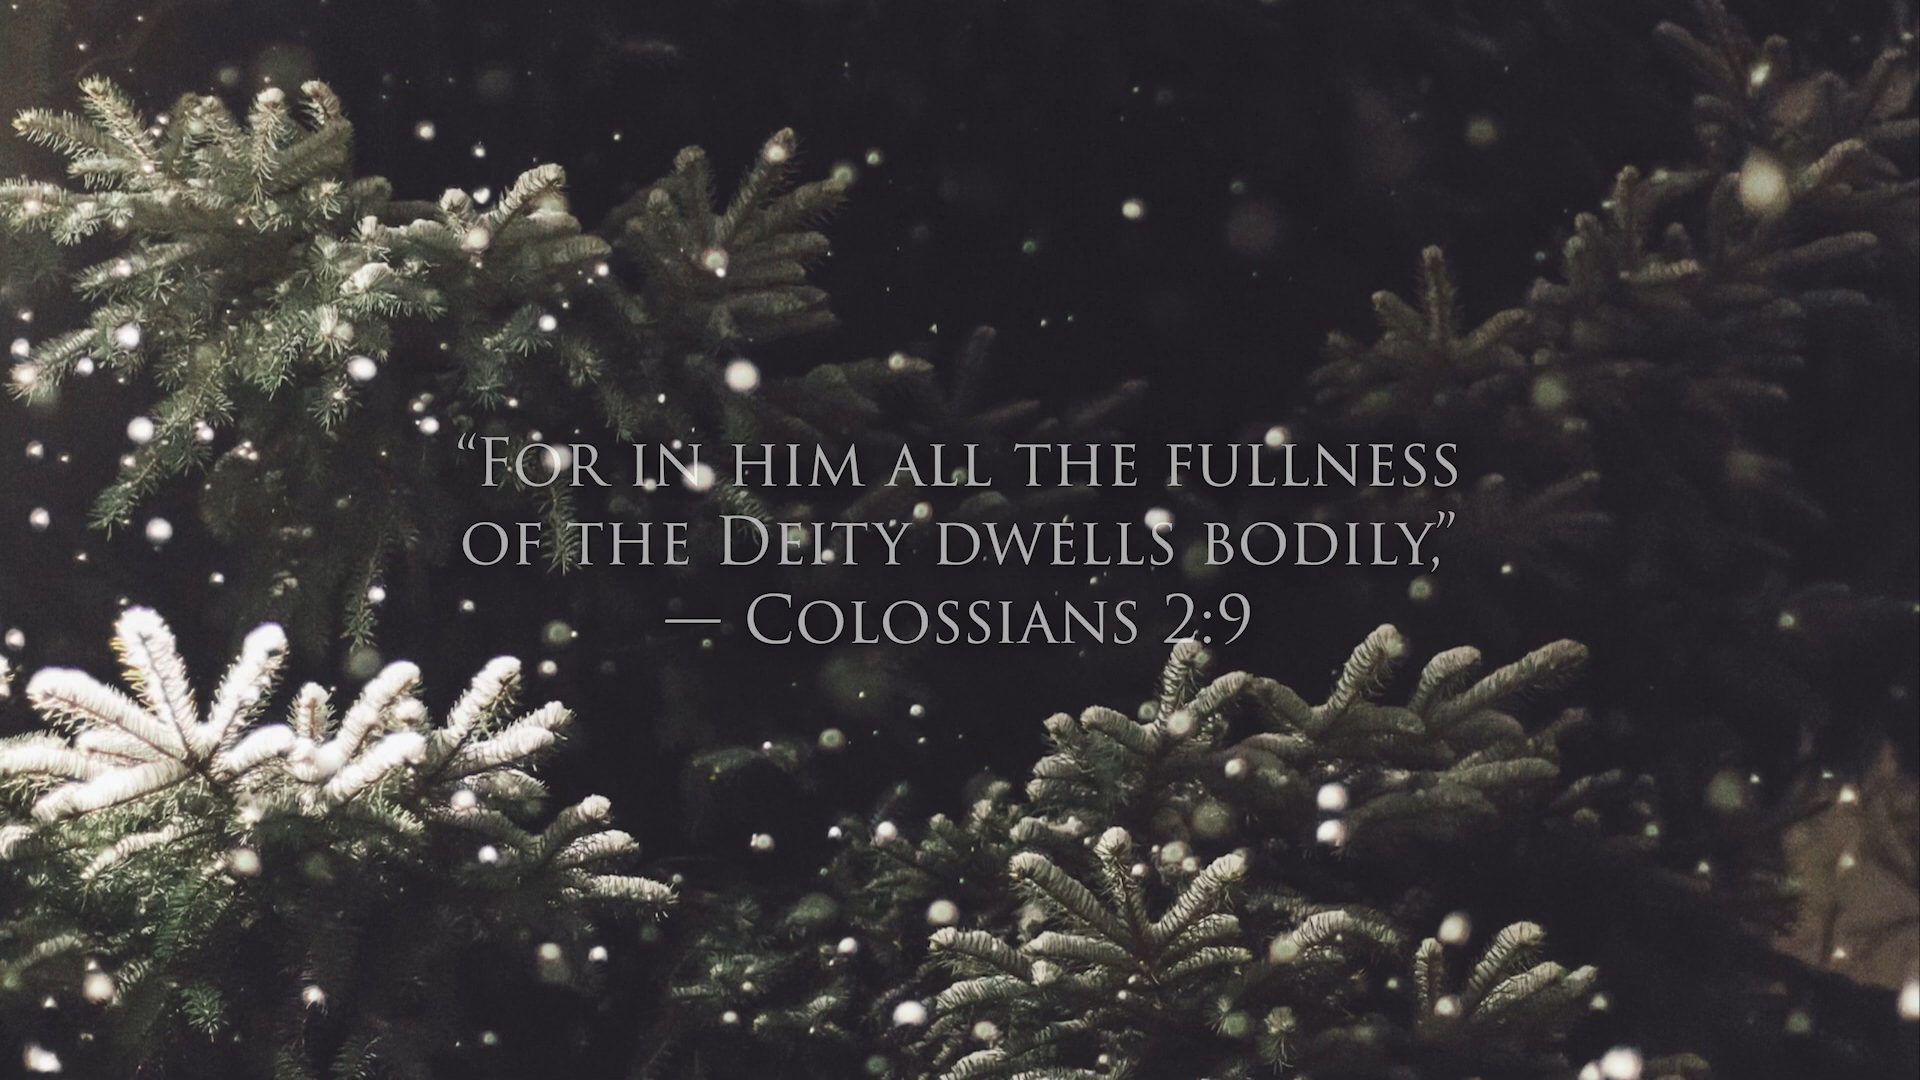 “For in him all the fullness
of the Deity dwells bodily,”
— Colossians 2:9